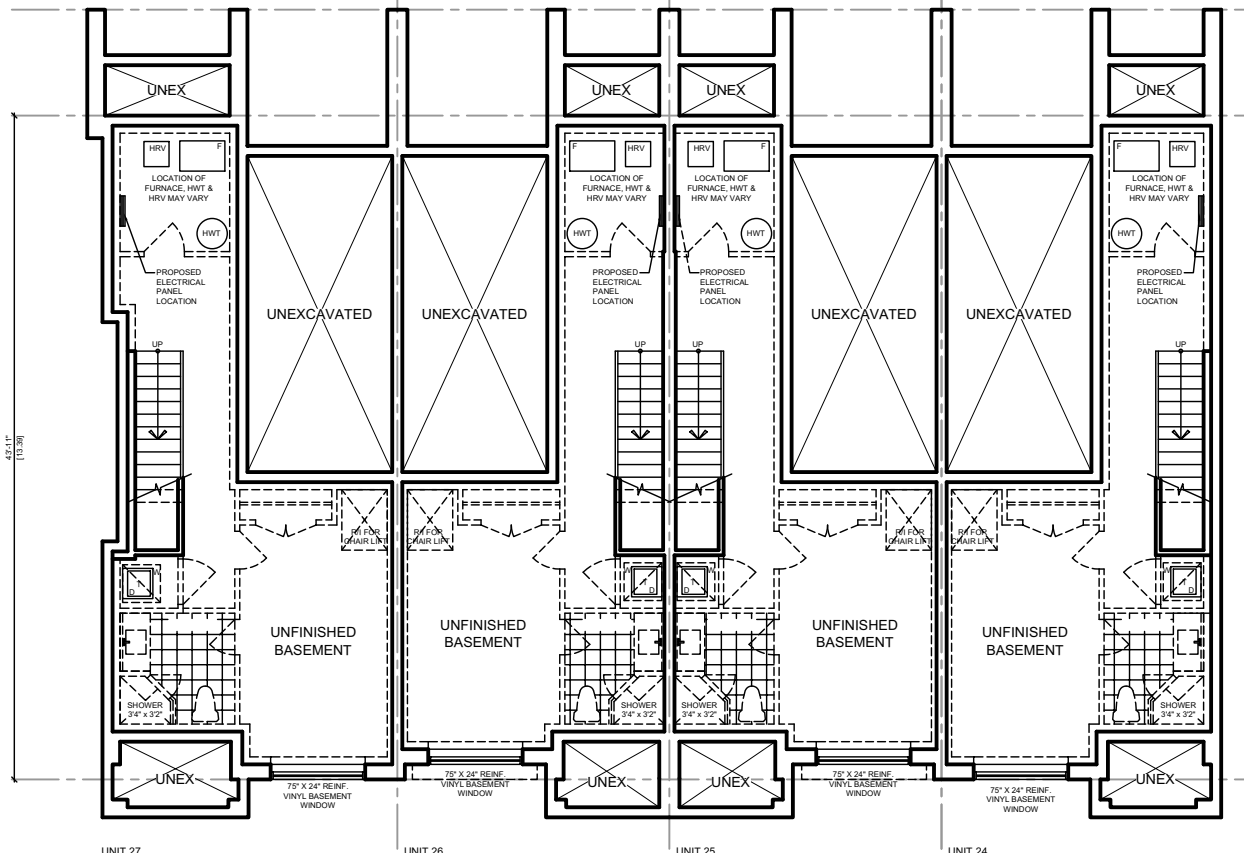 UNEX
UNEX
UNEX
UNEX
HRV
F
F
HRV
HRV
F
F
HRV
LOCATION OF
FURNACE, HWT &
HRV MAY VARY
LOCATION OF
FURNACE, HWT &
HRV MAY VARY
LOCATION OF
FURNACE, HWT &
HRV MAY VARY
LOCATION OF
FURNACE, HWT &
HRV MAY VARY
HWT
HWT
HWT
HWT
PROPOSED
ELECTRICAL
PANEL
LOCATION
PROPOSED
ELECTRICAL
PANEL
LOCATION
PROPOSED
ELECTRICAL
PANEL
LOCATION
PROPOSED
ELECTRICAL
PANEL
LOCATION
UNEXCAVATED
UNEXCAVATED
UNEXCAVATED
UNEXCAVATED
UP
UP
UP
UP
43'-11"
[13.39]
R/I FOR
CHAIR LIFT
R/I FOR
CHAIR LIFT
R/I FOR
CHAIR LIFT
R/I FOR
CHAIR LIFT
W
T
D
W
T
D
W
T
D
W
T
D
UNFINISHED
BASEMENT
UNFINISHED
BASEMENT
UNFINISHED
BASEMENT
UNFINISHED
BASEMENT
SHOWER
3'4" x 3'2"
SHOWER
3'4" x 3'2"
SHOWER
3'4" x 3'2"
SHOWER
3'4" x 3'2"
UNEX
UNEX
UNEX
UNEX
75" X 24" REINF.
VINYL BASEMENT
WINDOW
75" X 24" REINF.
VINYL BASEMENT
WINDOW
75" X 24" REINF.
VINYL BASEMENT
WINDOW
75" X 24" REINF.
VINYL BASEMENT
WINDOW
UNIT 27
UNIT 26
UNIT 25
UNIT 24